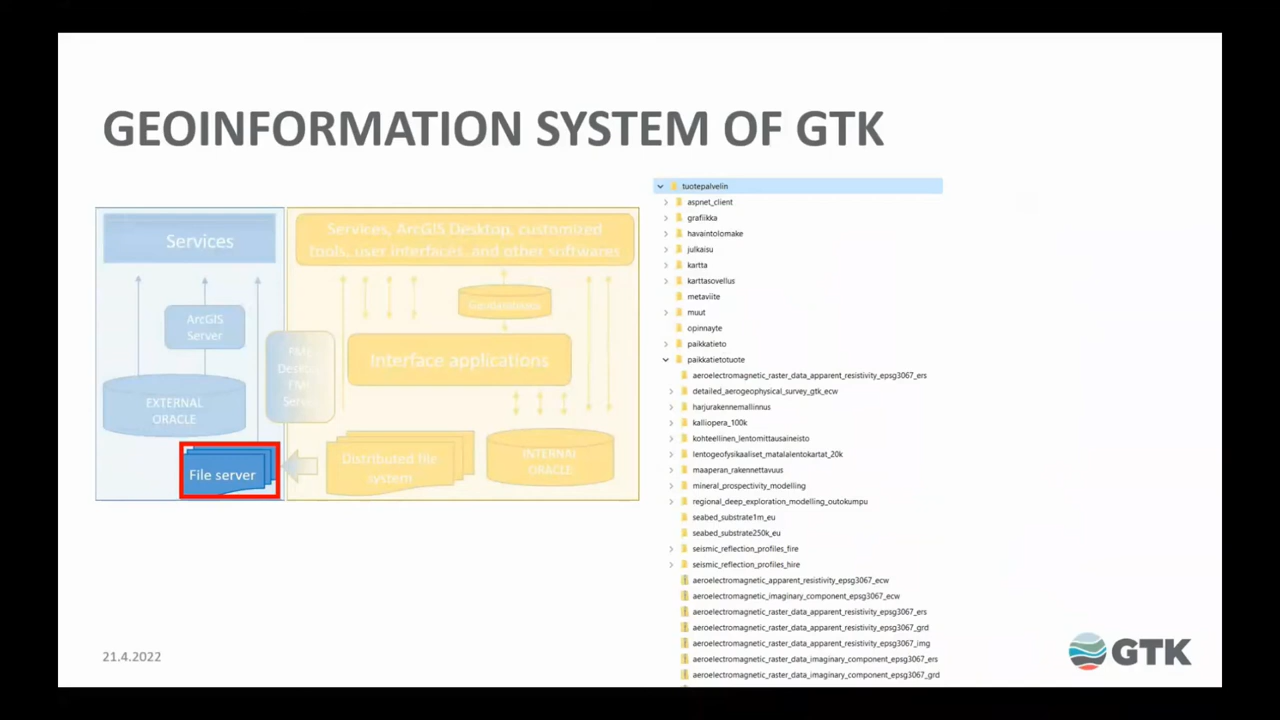 GEOINFORMATION SYSTEM OF GTK
Services
Services, ArcGIS Desktop, customized
tools, user interfaces, and other softwares
ArcGIS
Server
Interface applications
EXTERNAL
ORACLE
File server
Distributed file
system
INTERNAL
ORACLE
tuotepalvelin
aspnet_client
grafiikka
havaintolomake
julkaisu
kartta
karttasovellus
metaviite
muut
opinnayte
paikkatieto
paikkatietotuote
aeroelectromagnetic_raster_data_apparent_resistivity_epsg3067_ers
detailed_aerogeophysical_survey_gtk_ecw
harjurakennemallinnus
kalliopera_100k
kohteellinen_lentomittausaineisto
lentogeofysikaaliset_matalalentokartat_20k
maaperan_rakennettavuus
mineral_prospectivity_modelling
regional_deep_exploration_modelling_outokumpu
seabed_substrate1m_eu
seabed_substrate250k_eu
seismic_reflection_profiles_fire
seismic_reflection_profiles_hire
aeroelectromagnetic_apparent_resistivity_epsg3067_ecw
aeroelectromagnetic_imaginary_component_epsg3067_ecw
aeroelectromagnetic_raster_data_apparent_resistivity_epsg3067_ers
aeroelectromagnetic_raster_data_apparent_resistivity_epsg3067_grd
aeroelectromagnetic_raster_data_apparent_resistivity_epsg3067_img
aeroelectromagnetic_raster_data_imaginary_component_epsg3067_ers
aeroelectromagnetic_raster_data_imaginary_component_epsg3067_grd
21.4.2022
GTK